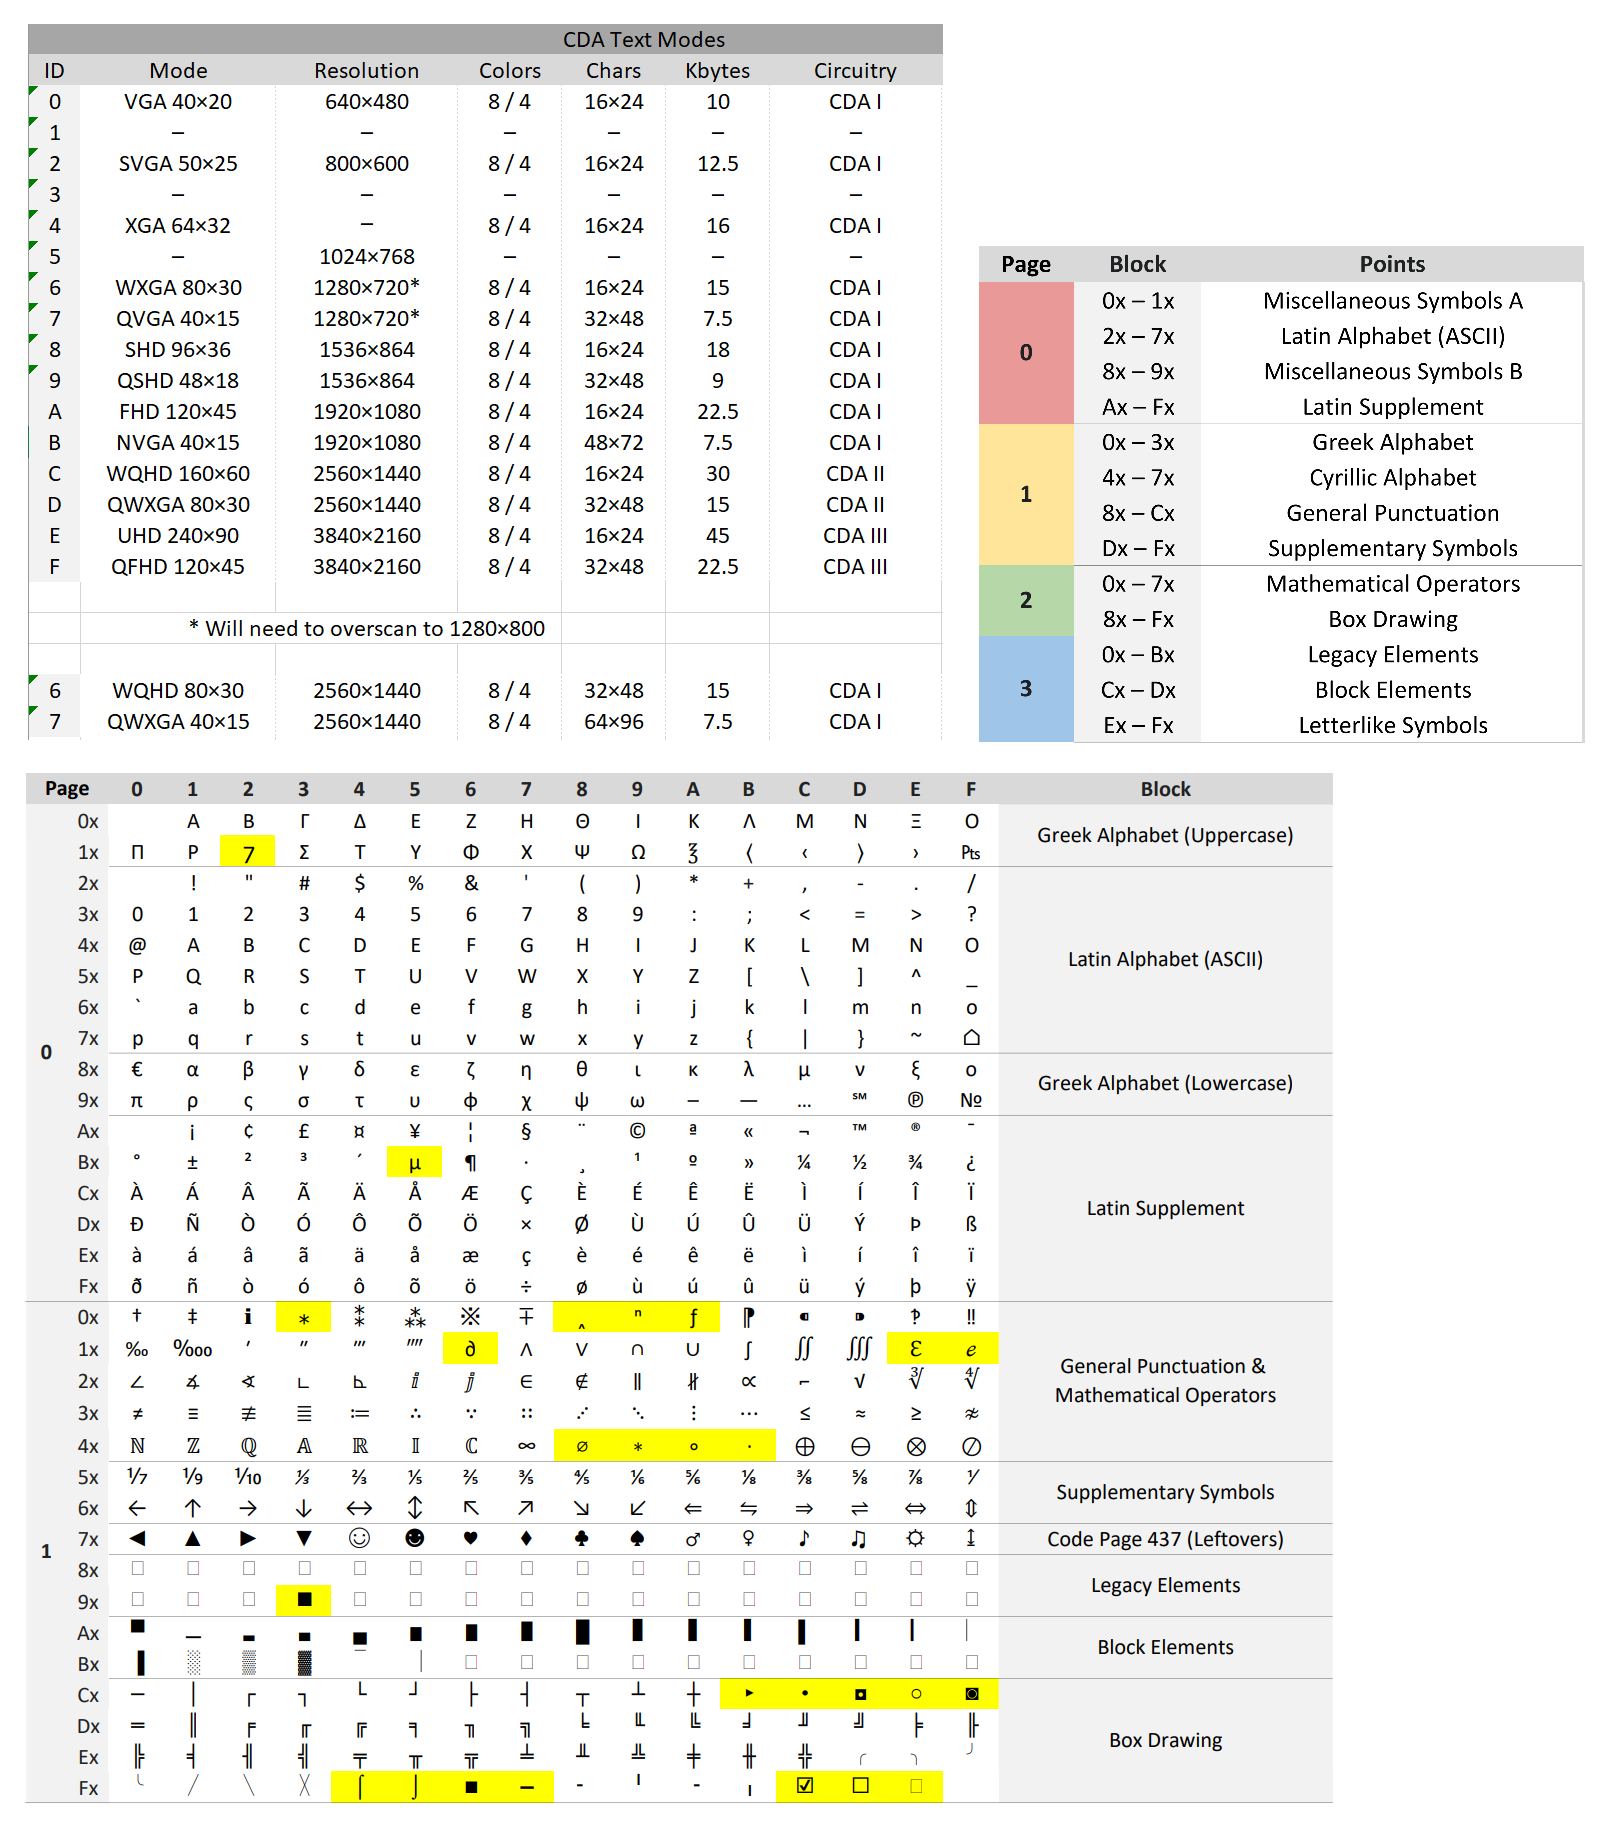 CDA Text Modes
ID Mode Resolution Colors Chars Kbytes Circuitry
0 VGA 40×20 640×480 8 / 4 16×24 10 CDA I
1 – – – – – –
2 SVGA 50×25 800×600 8 / 4 16×24 12.5 CDA I
3 – – – – – –
4 XGA 64×32 – 8 / 4 16×24 16 CDA I
5 – 1024×768 – – – –
6 WXGA 80×30 1280×720* 8 / 4 16×24 15 CDA I
7 QVGA 40×15 1280×720* 8 / 4 32×48 7.5 CDA I
8 SHD 96×36 1536×864 8 / 4 16×24 18 CDA I
9 QSHD 48×18 1536×864 8 / 4 32×48 9 CDA I
A FHD 120×45 1920×1080 8 / 4 16×24 22.5 CDA I
B NVGA 40×15 1920×1080 8 / 4 48×72 7.5 CDA I
C WQHD 160×60 2560×1440 8 / 4 16×24 30 CDA II
D QWXGA 80×30 2560×1440 8 / 4 32×48 15 CDA II
E UHD 240×90 3840×2160 8 / 4 16×24 45 CDA III
F QFHD 120×45 3840×2160 8 / 4 32×48 22.5 CDA III
* Will need to overscan to 1280×800
6 WQHD 80×30 2560×1440 8 / 4 32×48 15 CDA I
7 QWXGA 40×15 2560×1440 8 / 4 64×96 7.5 CDA I
Page Block Points
0
0x – 1x Miscellaneous Symbols A
2x – 7x Latin Alphabet (ASCII)
8x – 9x Miscellaneous Symbols B
Ax – Fx Latin Supplement
1
0x – 3x Greek Alphabet
4x – 7x Cyrillic Alphabet
8x – Cx General Punctuation
Dx – Fx Supplementary Symbols
2
0x – 7x Mathematical Operators
8x – Fx Box Drawing
3
0x – Bx Legacy Elements
Cx – Dx Block Elements
Ex – Fx Letterlike Symbols
Page 0 1 2 3 4 5 6 7 8 9 A B C D E F Block
0
0x Α Β Γ Δ Ε Ζ Η Θ Ι Κ Λ Μ Ν Ξ Ο
Greek Alphabet (Uppercase)
1x Π Ρ 7 Σ Τ Υ Φ Χ Ψ Ω ℥ ⟨ ‹ ⟩ › ₧
2x ! " # $ % & ' ( ) * + , - . /
3x 0 1 2 3 4 5 6 7 8 9 : ; < = > ?
4x @ A B C D E F G H I J K L M N O
Latin Alphabet (ASCII)
5x P Q R S T U V W X Y Z [ \ ] ^ _
6x ` a b c d e f g h i j k l m n o
7x p q r s t u v w x y z { | } ~ ⌂
8x € α β γ δ ε ζ η θ ι κ λ μ ν ξ ο
Greek Alphabet (Lowercase)
9x π ρ ς σ τ υ φ χ ψ ω – — … ℠ ℗ №
Ax ¡ ¢ £ ¤ ¥ ¦ § ¨ © ª « ¬ ™ ® ¯
Bx ° ± ² ³ ´ µ ¶ · ¸ ¹ º » ¼ ½ ¾ ¿
Cx À Á Â Ã Ä Å Æ Ç È É Ê Ë Ì Í Î Ï
Latin Supplement
Dx Ð Ñ Ò Ó Ô Õ Ö × Ø Ù Ú Û Ü Ý Þ ß
Ex à á â ã ä å æ ç è é ê ë ì í î ï
Fx ð ñ ò ó ô õ ö ÷ ø ù ú û ü ý þ ÿ
1
0x † ‡ ℹ ∗ ⁑ ⁂ ※ ∓ ‸ ⁿ ƒ ⁋ ⁌ ⁍ ‽ ‼
1x ‰ ‱ ′ ″ ‴ ⁗ ∂ ∧ ∨ ∩ ∪ ∫ ∬ ∭ ℇ ℯ
General Punctuation &
Mathematical Operators
2x ∠ ∡ ∢ ∟ ⊾ ⅈ ⅉ ∈ ∉ ∥ ∦ ∝ ⌐ √ ∛ ∜
3x ≠ ≡ ≢ ≣ ≔ ∴ ∵ ∷ ⋰ ⋱ ⋮ ⋯ ≤ ≈ ≥ ≉
4x ℕ ℤ ℚ 𝔸 ℝ 𝕀 ℂ ∞ ∅ ∗ ∘ ∙ ⊕ ⊖ ⊗ ⊘
5x ⅐ ⅑ ⅒ ⅓ ⅔ ⅕ ⅖ ⅗ ⅘ ⅙ ⅚ ⅛ ⅜ ⅝ ⅞ ⅟
Supplementary Symbols
6x ← ↑ → ↓ ↔ ↕ ↖ ↗ ↘ ↙ ⇐ ⇋ ⇒ ⇌ ⇔ ⇕
7x ◄ ▲ ► ▼ ☺ ☻ ♥ ♦ ♣ ♠ ♂ ♀ ♪ ♫ ☼ ↨
Code Page 437 (Leftovers)
8x
Legacy Elements
9x ■
Ax ▀ ▁ ▂ ▃ ▄ ▅ ▆ ▇ █ ▉ ▊ ▋ ▌ ▍ ▎ ▏
Block Elements
Bx ▐ ░ ▒ ▓ ▔ ▕
Cx ─ │ ┌ ┐ └ ┘ ├ ┤ ┬ ┴ ┼ ‣ • ◘ ○ ◙
Dx ═ ║ ╒ ╓ ╔ ╕ ╖ ╗ ╘ ╙ ╚ ╛ ╜ ╝ ╞ ╟
Box Drawing
Ex ╠ ╡ ╢ ╣ ╤ ╥ ╦ ╧ ╨ ╩ ╪ ╫ ╬ ╭ ╮ ╯
Fx ╰ ╱ ╲ ╳ ⌠ ⌡ ■ ‒ ╴ ╵ ╶ ╷ ☑ ☐